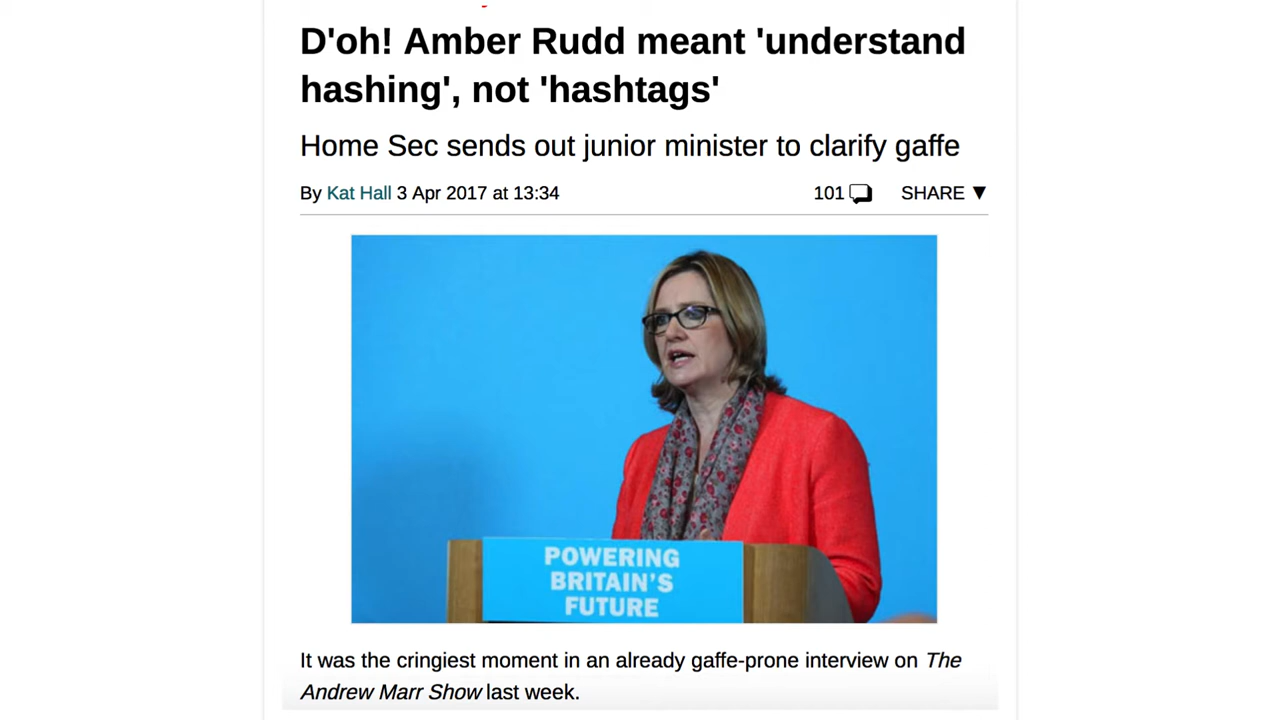 D'oh! Amber Rudd meant 'understand
hashing', not 'hashtags'
Home Sec sends out junior minister to clarify gaffe
By Kat Hall 3 Apr 2017 at 13:34
101 SHARE ▼
POWERING
BRITAIN'S
FUTURE
It was the cringiest moment in an already gaffe-prone interview on The
Andrew Marr Show last week.